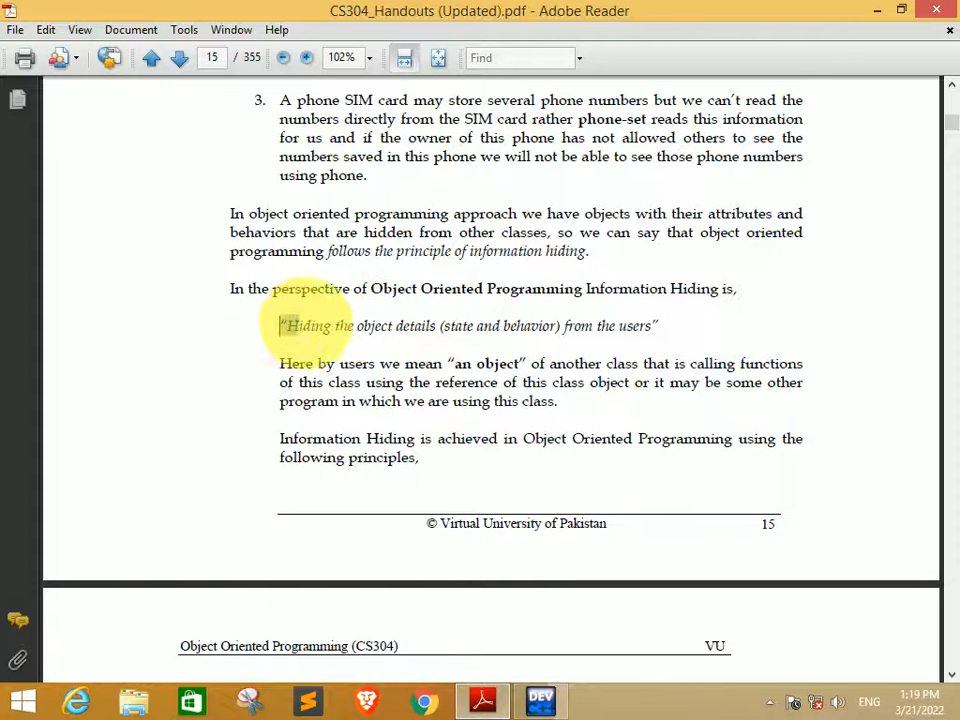 CS304_Handouts (Updated).pdf - Adobe Reader
File Edit View Document Tools Window Help
15 / 355 102% Find
3. A phone SIM card may store several phone numbers but we can't read the
numbers directly from the SIM card rather phone-set reads this information
for us and if the owner of this phone has not allowed others to see the
numbers saved in this phone we will not be able to see those phone numbers
using phone.
In object oriented programming approach we have objects with their attributes and
behaviors that are hidden from other classes, so we can say that object oriented
programming follows the principle of information hiding.
In the perspective of Object Oriented Programming Information Hiding is,
“Hiding the object details (state and behavior) from the users”
Here by users we mean “an object” of another class that is calling functions
of this class using the reference of this class object or it may be some other
program in which we are using this class.
Information Hiding is achieved in Object Oriented Programming using the
following principles,
© Virtual University of Pakistan 15
Object Oriented Programming (CS304) VU
DEV
ENG
1:19 PM
3/21/2022